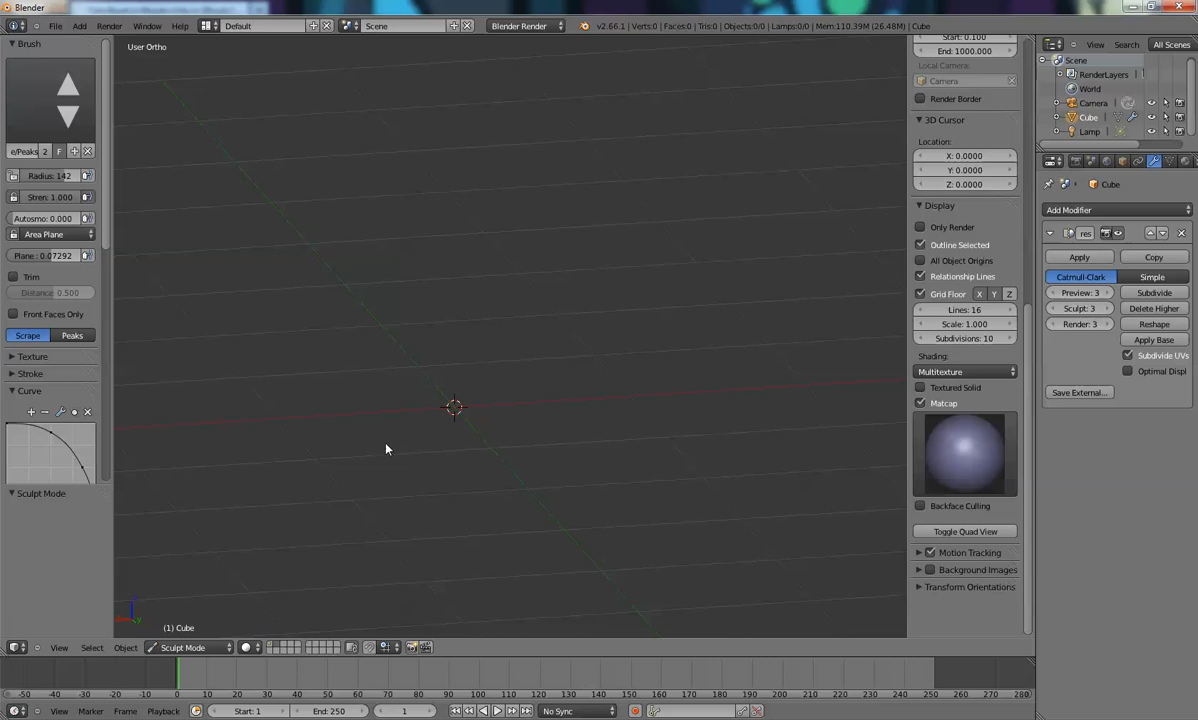 Blender
File Add Render Window Help Default Scene Blender Render v2.66.1 | Verts:0 | Faces:0 | Tris:0 | Objects:0/0 | Lamps:0/0 | Mem:110.39M (26.48M) | Cube
Brush
e/Peaks 2 F
Radius: 142
Stren: 1.000
Autosmo: 0.000
Area Plane
Plane : 0.07292
Trim
Distance: 0.500
Front Faces Only
Scrape Peaks
Texture
Stroke
Curve
Sculpt Mode
User Ortho
(1) Cube
Start: 0.100
End: 1000.000
Local Camera:
Camera
Render Border
3D Cursor
Location:
X: 0.0000
Y: 0.0000
Z: 0.0000
Display
Only Render
Outline Selected
All Object Origins
Relationship Lines
Grid Floor X Y Z
Lines: 16
Scale: 1.000
Subdivisions: 10
Shading:
Multitexture
Textured Solid
Matcap
Backface Culling
Toggle Quad View
Motion Tracking
Background Images
Transform Orientations
View Search All Scenes
Scene
RenderLayers
World
Camera
Cube
Lamp
Cube
Add Modifier
res
Apply Copy
Catmull-Clark Simple
Preview: 3 Subdivide
Sculpt: 3 Delete Higher
Render: 3 Reshape
Apply Base
Subdivide UVs
Optimal Displ
Save External...
View Select Object Sculpt Mode
-50 -40 -30 -20 -10 0 10 20 30 40 50 60 70 80 90 100 110 120 130 140 150 160 170 180 190 200 210 220 230 240 250 260 270 280
View Marker Frame Playback Start: 1 End: 250 1 No Sync